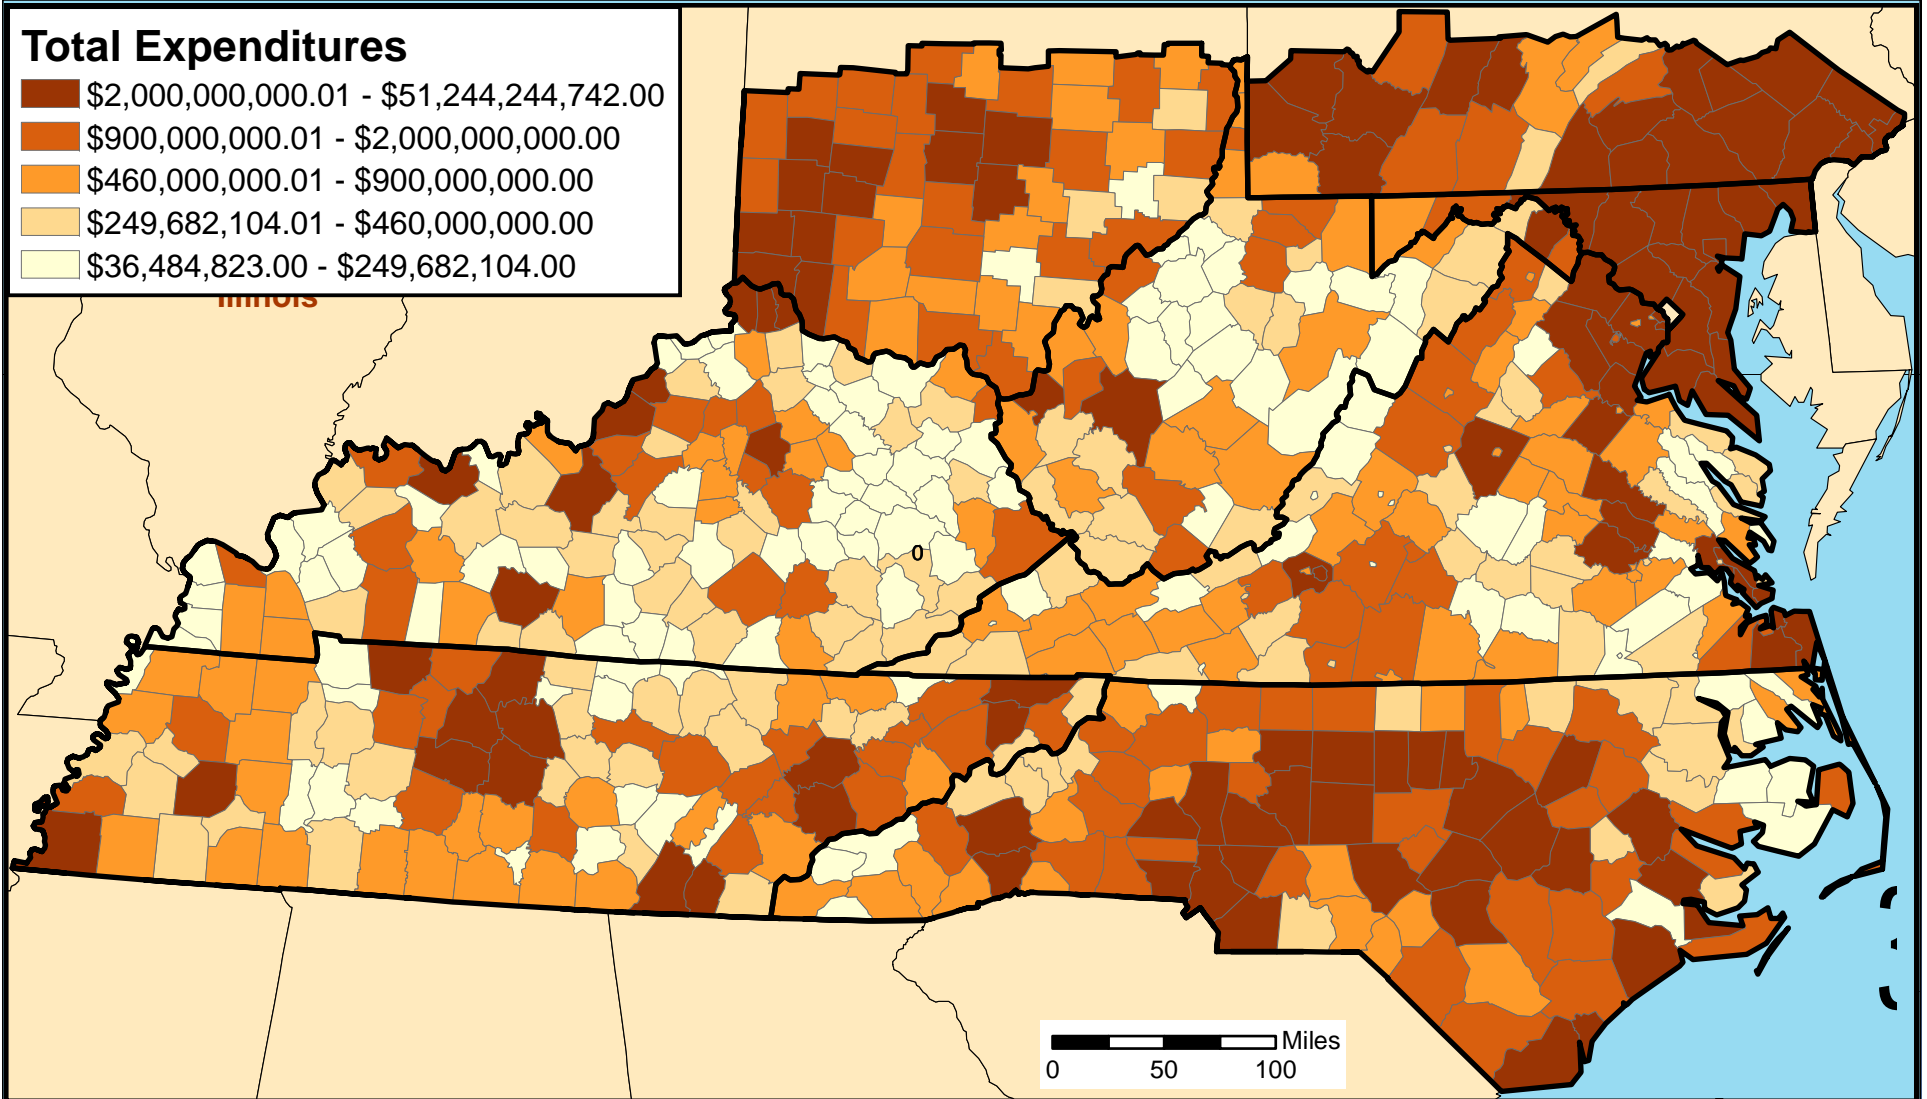 Total Expenditures
$2,000,000,000.01 - $51,244,244,742.00
$900,000,000.01 - $2,000,000,000.00
$460,000,000.01 - $900,000,000.00
$249,682,104.01 - $460,000,000.00
$36,484,823.00 - $249,682,104.00
Illinois
0
Miles
0 50 100